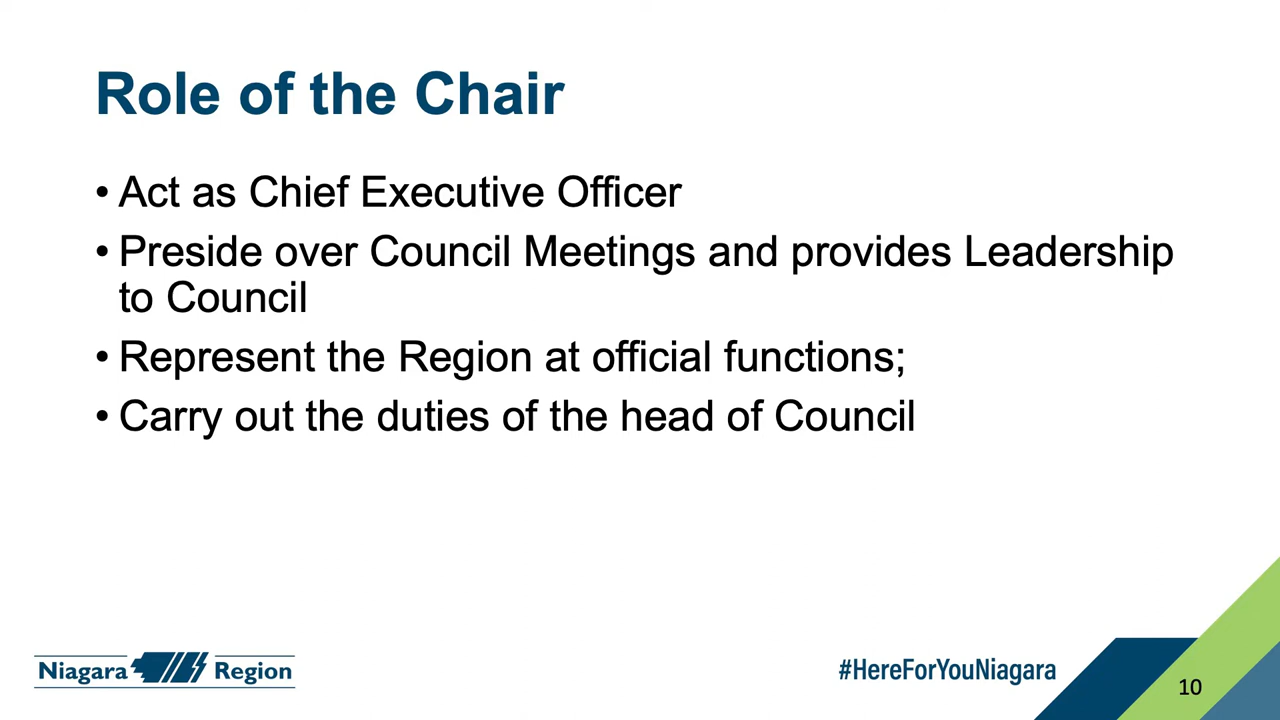 Role of the Chair
• Act as Chief Executive Officer
• Preside over Council Meetings and provides Leadership
to Council
• Represent the Region at official functions;
• Carry out the duties of the head of Council
Niagara Region
#HereForYouNiagara
10